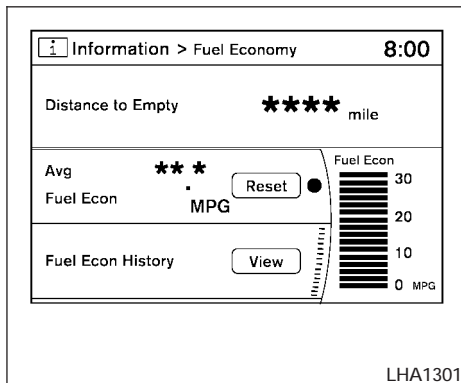 i Information > Fuel Economy 8:00
Distance to Empty **** mile
Avg Fuel Econ ** *. MPG Reset
Fuel Econ History View
Fuel Econ
30
20
10
0 MPG
LHA1301